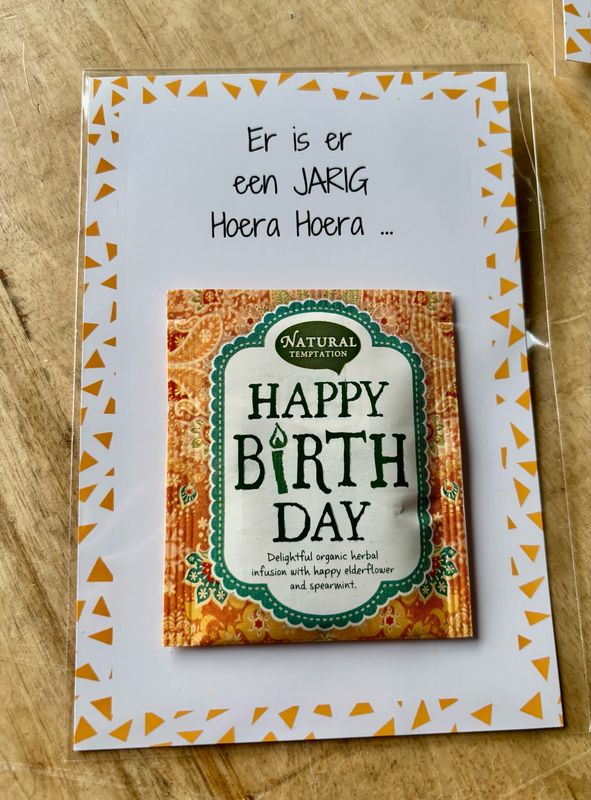 Er is er
een JARIG
Hoera Hoera ...
NATURAL
TEMPTATION
HAPPY
BiRTH
DAY
Delightful organic herbal
infusion with happy elderflower
and spearmint.